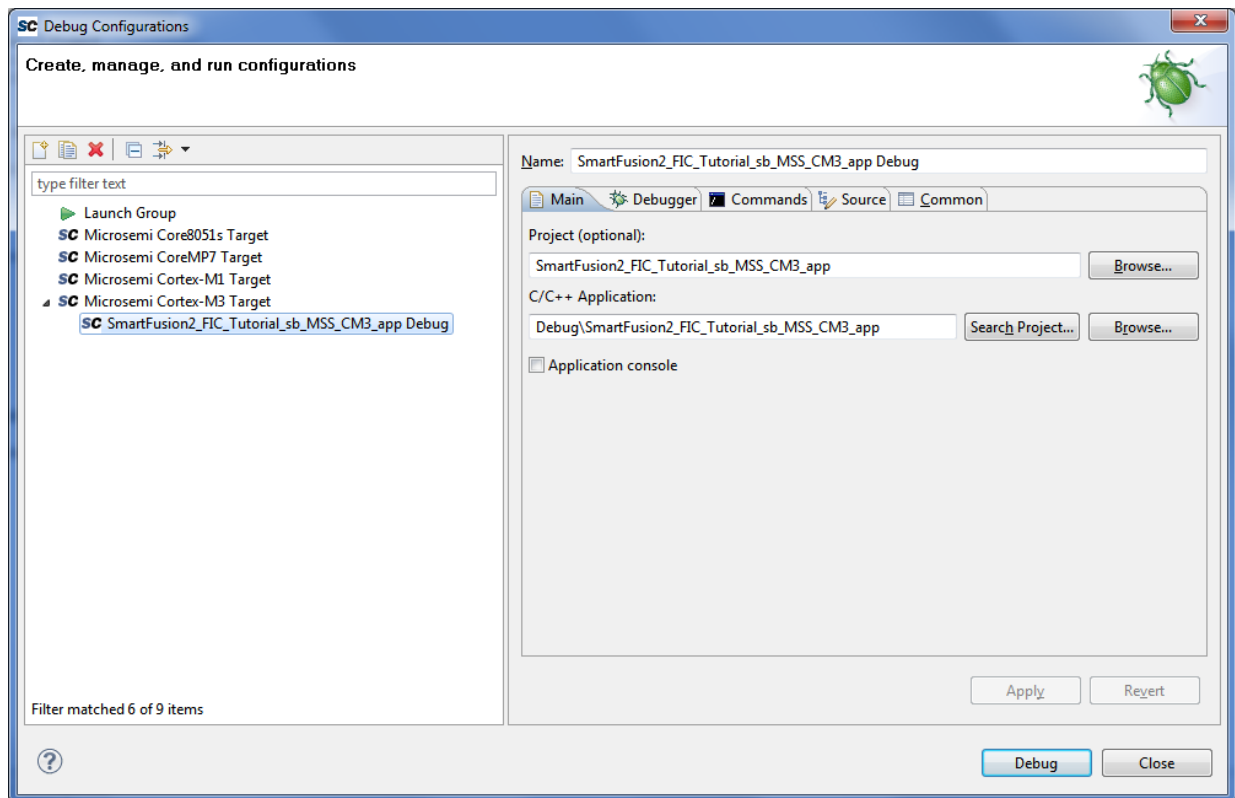 SC Debug Configurations
Create, manage, and run configurations
type filter text
Launch Group
SC Microsemi Core8051s Target
SC Microsemi CoreMP7 Target
SC Microsemi Cortex-M1 Target
SC Microsemi Cortex-M3 Target
SC SmartFusion2_FIC_Tutorial_sb_MSS_CM3_app Debug
Filter matched 6 of 9 items
Name: SmartFusion2_FIC_Tutorial_sb_MSS_CM3_app Debug
Main Debugger Commands Source Common
Project (optional):
SmartFusion2_FIC_Tutorial_sb_MSS_CM3_app Browse...
C/C++ Application:
Debug\SmartFusion2_FIC_Tutorial_sb_MSS_CM3_app Search Project... Browse...
Application console
Apply Revert
? Debug Close